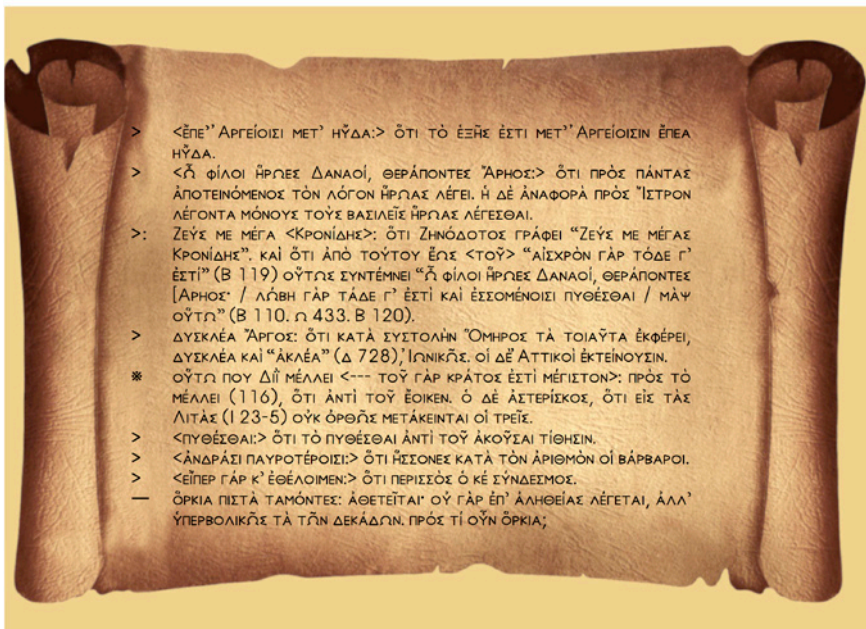 > <ἔπε᾿᾿Αργείοισι μετ᾿ ηὔδα:> ὅτι τὸ ἑξῆς ἐστι μετ᾿᾿Αργείοισιν ἔπεα
ηὔδα.
> <ὦ φίλοι ἥρωες Δαναοί, θεράποντες Ἄρηος:> ὅτι πρὸς πάντας
ἀποτεινόμενος τὸν λόγον ἥρωας λέγει. ἡ δὲ ἀναφορὰ πρὸς Ἴστρον
λέγοντα μόνους τοὺς βασιλεῖς ἥρωας λέγεσθαι.
>: Ζεύς με μέγα <Κρονίδης>: ὅτι Ζηνόδοτος γράφει “Ζεύς με μέγας
Κρονίδης”. καὶ ὅτι ἀπὸ τούτου ἕως <τοῦ> “αἰσχρὸν γὰρ τόδε γ᾿
ἐστί” (Β 119) οὕτως συντέμνει “ὦ φίλοι ἥρωες Δαναοί, θεράποντες
[Αρηος· / λώβη γὰρ τάδε γ᾿ ἐστὶ καὶ ἐσσομένοισι πυθέσθαι / μὰψ
οὕτω” (Β 110. Ω 433. Β 120).
> δυσκλέα Ἄργος: ὅτι κατὰ συστολὴν Ὅμηρος τὰ τοιαῦτα ἐκφέρει,
δυσκλέα καὶ “ἀκλέα” (δ 728), Ἰωνικῶς. οἱ δὲ Ἀττικοὶ ἐκτείνουσιν.
※ οὕτω που Διῒ μέλλει <--- τοῦ γὰρ κράτος ἐστὶ μέγιστον>: πρὸς τὸ
μέλλει (116), ὅτι ἀντὶ τοῦ ἔοικεν. ὁ δὲ ἀστερίσκος, ὅτι εἰς τὰς
Λιτὰς (Ι 23-5) οὐκ ὀρθῶς μετάκεινται οἱ τρεῖς.
> <πυθέσθαι:> ὅτι τὸ πυθέσθαι ἀντὶ τοῦ ἀκοῦσαι τίθησιν.
> <ἀνδράσι παυροτέροισι:> ὅτι ἥσσονες κατὰ τὸν ἀριθμὸν οἱ βάρβαροι.
> <εἴπερ γάρ κ᾿ ἐθέλοιμεν:> ὅτι περισσὸς ὁ κέ σύνδεσμος.
— ὅρκια πιστὰ ταμόντες: ἀθετεῖται· οὐ γὰρ ἐπ᾿ ἀληθείας λέγεται, ἀλλ᾿
ὑπερβολικῶς τὰ τῶν δεκάδων. πρὸς τί οὖν ὅρκια;